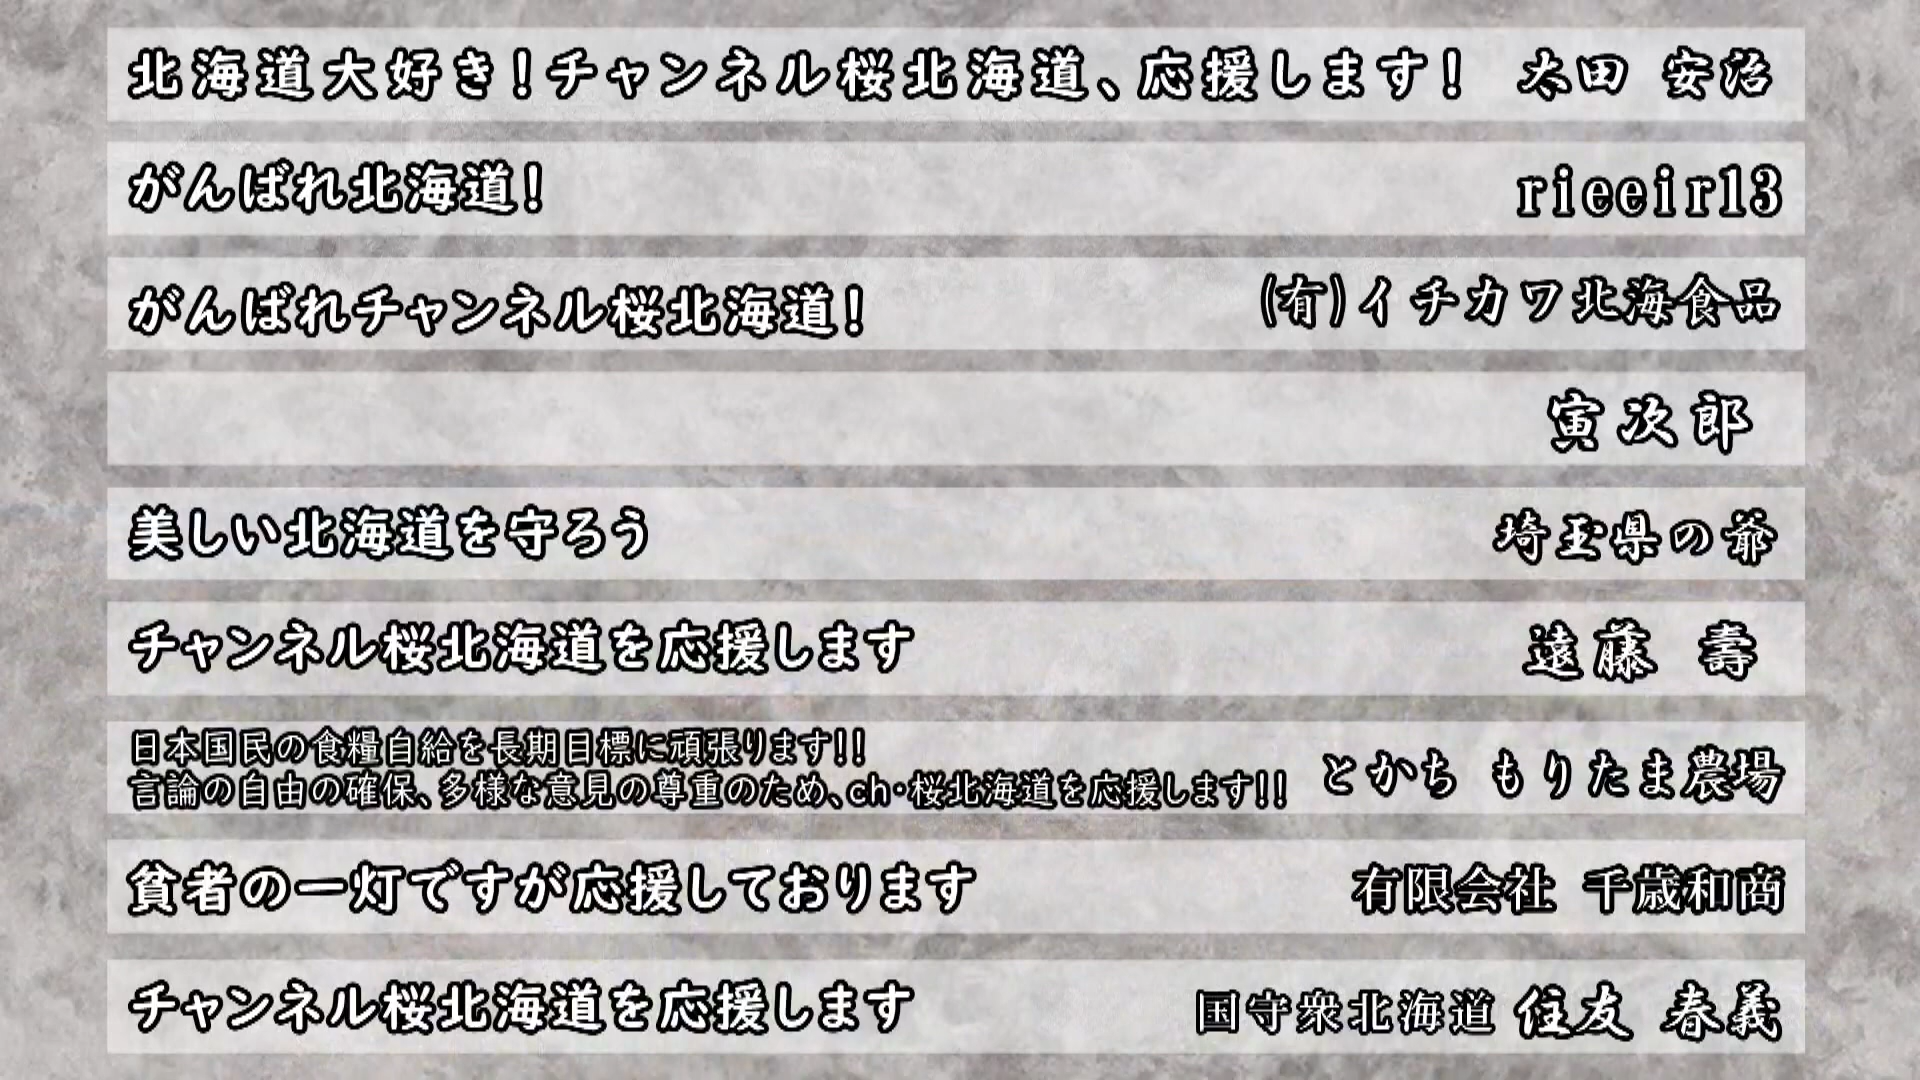 北海道大好き！チャンネル桜北海道、応援します！ 太田 安治
がんばれ北海道！ rieeir13
がんばれチャンネル桜北海道！ (有)イチカワ北海食品
寅次郎
美しい北海道を守ろう 埼玉県の爺
チャンネル桜北海道を応援します 遠藤 壽
日本国民の食糧自給を長期目標に頑張ります！！
言論の自由の確保、多様な意見の尊重のため、ch・桜北海道を応援します！！ とかち もりたま農場
貧者の一灯ですが応援しております 有限会社 千歳和商
チャンネル桜北海道を応援します 国守衆北海道 住友 春義